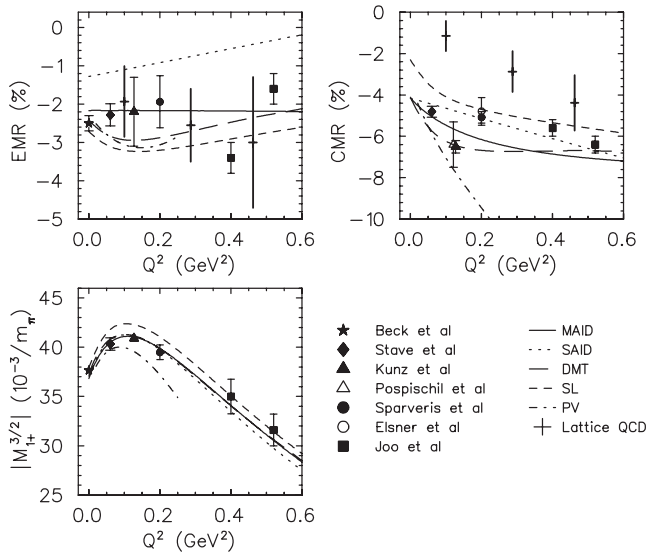 0
−1
−2
−3
−4
−5
EMR (%)
0.0 0.2 0.4 0.6
Q² (GeV²)
0
−2
−4
−6
−8
−10
CMR (%)
0.0 0.2 0.4 0.6
Q² (GeV²)
45
40
35
30
25
|M₁₊^3/2| (10⁻³/mπ)
0.0 0.2 0.4 0.6
Q² (GeV²)
Beck et al
Stave et al
Kunz et al
Pospischil et al
Sparveris et al
Elsner et al
Joo et al
MAID
SAID
DMT
SL
PV
Lattice QCD